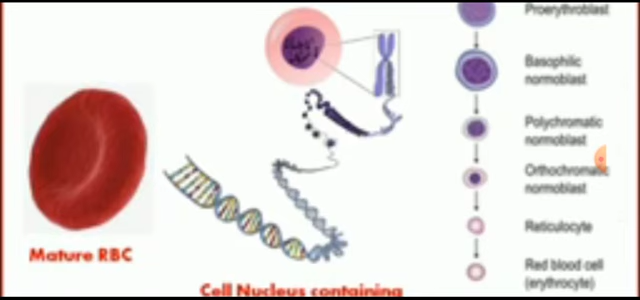 Proerythroblast
Basophilic
normoblast
Polychromatic
normoblast
Orthochromatic
normoblast
Reticulocyte
Red blood cell
(erythrocyte)
Mature RBC
Cell Nucleus containing